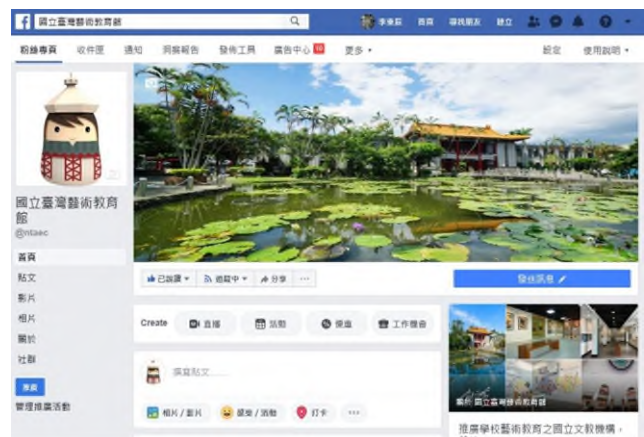 國立臺灣藝術教育館
李東辰 首頁 尋找朋友 建立
粉絲專頁 收件匣 通知 洞察報告 發佈工具 廣告中心 10 更多 設定 使用說明
國立臺灣藝術教育
館
@ntaec
首頁
貼文
影片
相片
關於
社群
推廣
管理推廣活動
已說讚 追蹤中 分享 ...
發送訊息
Create 直播 活動 優惠 工作機會
撰寫貼文......
相片 / 影片 感受 / 活動 打卡 ...
關於 國立臺灣藝術教育館
推廣學校藝術教育之國立文教機構，